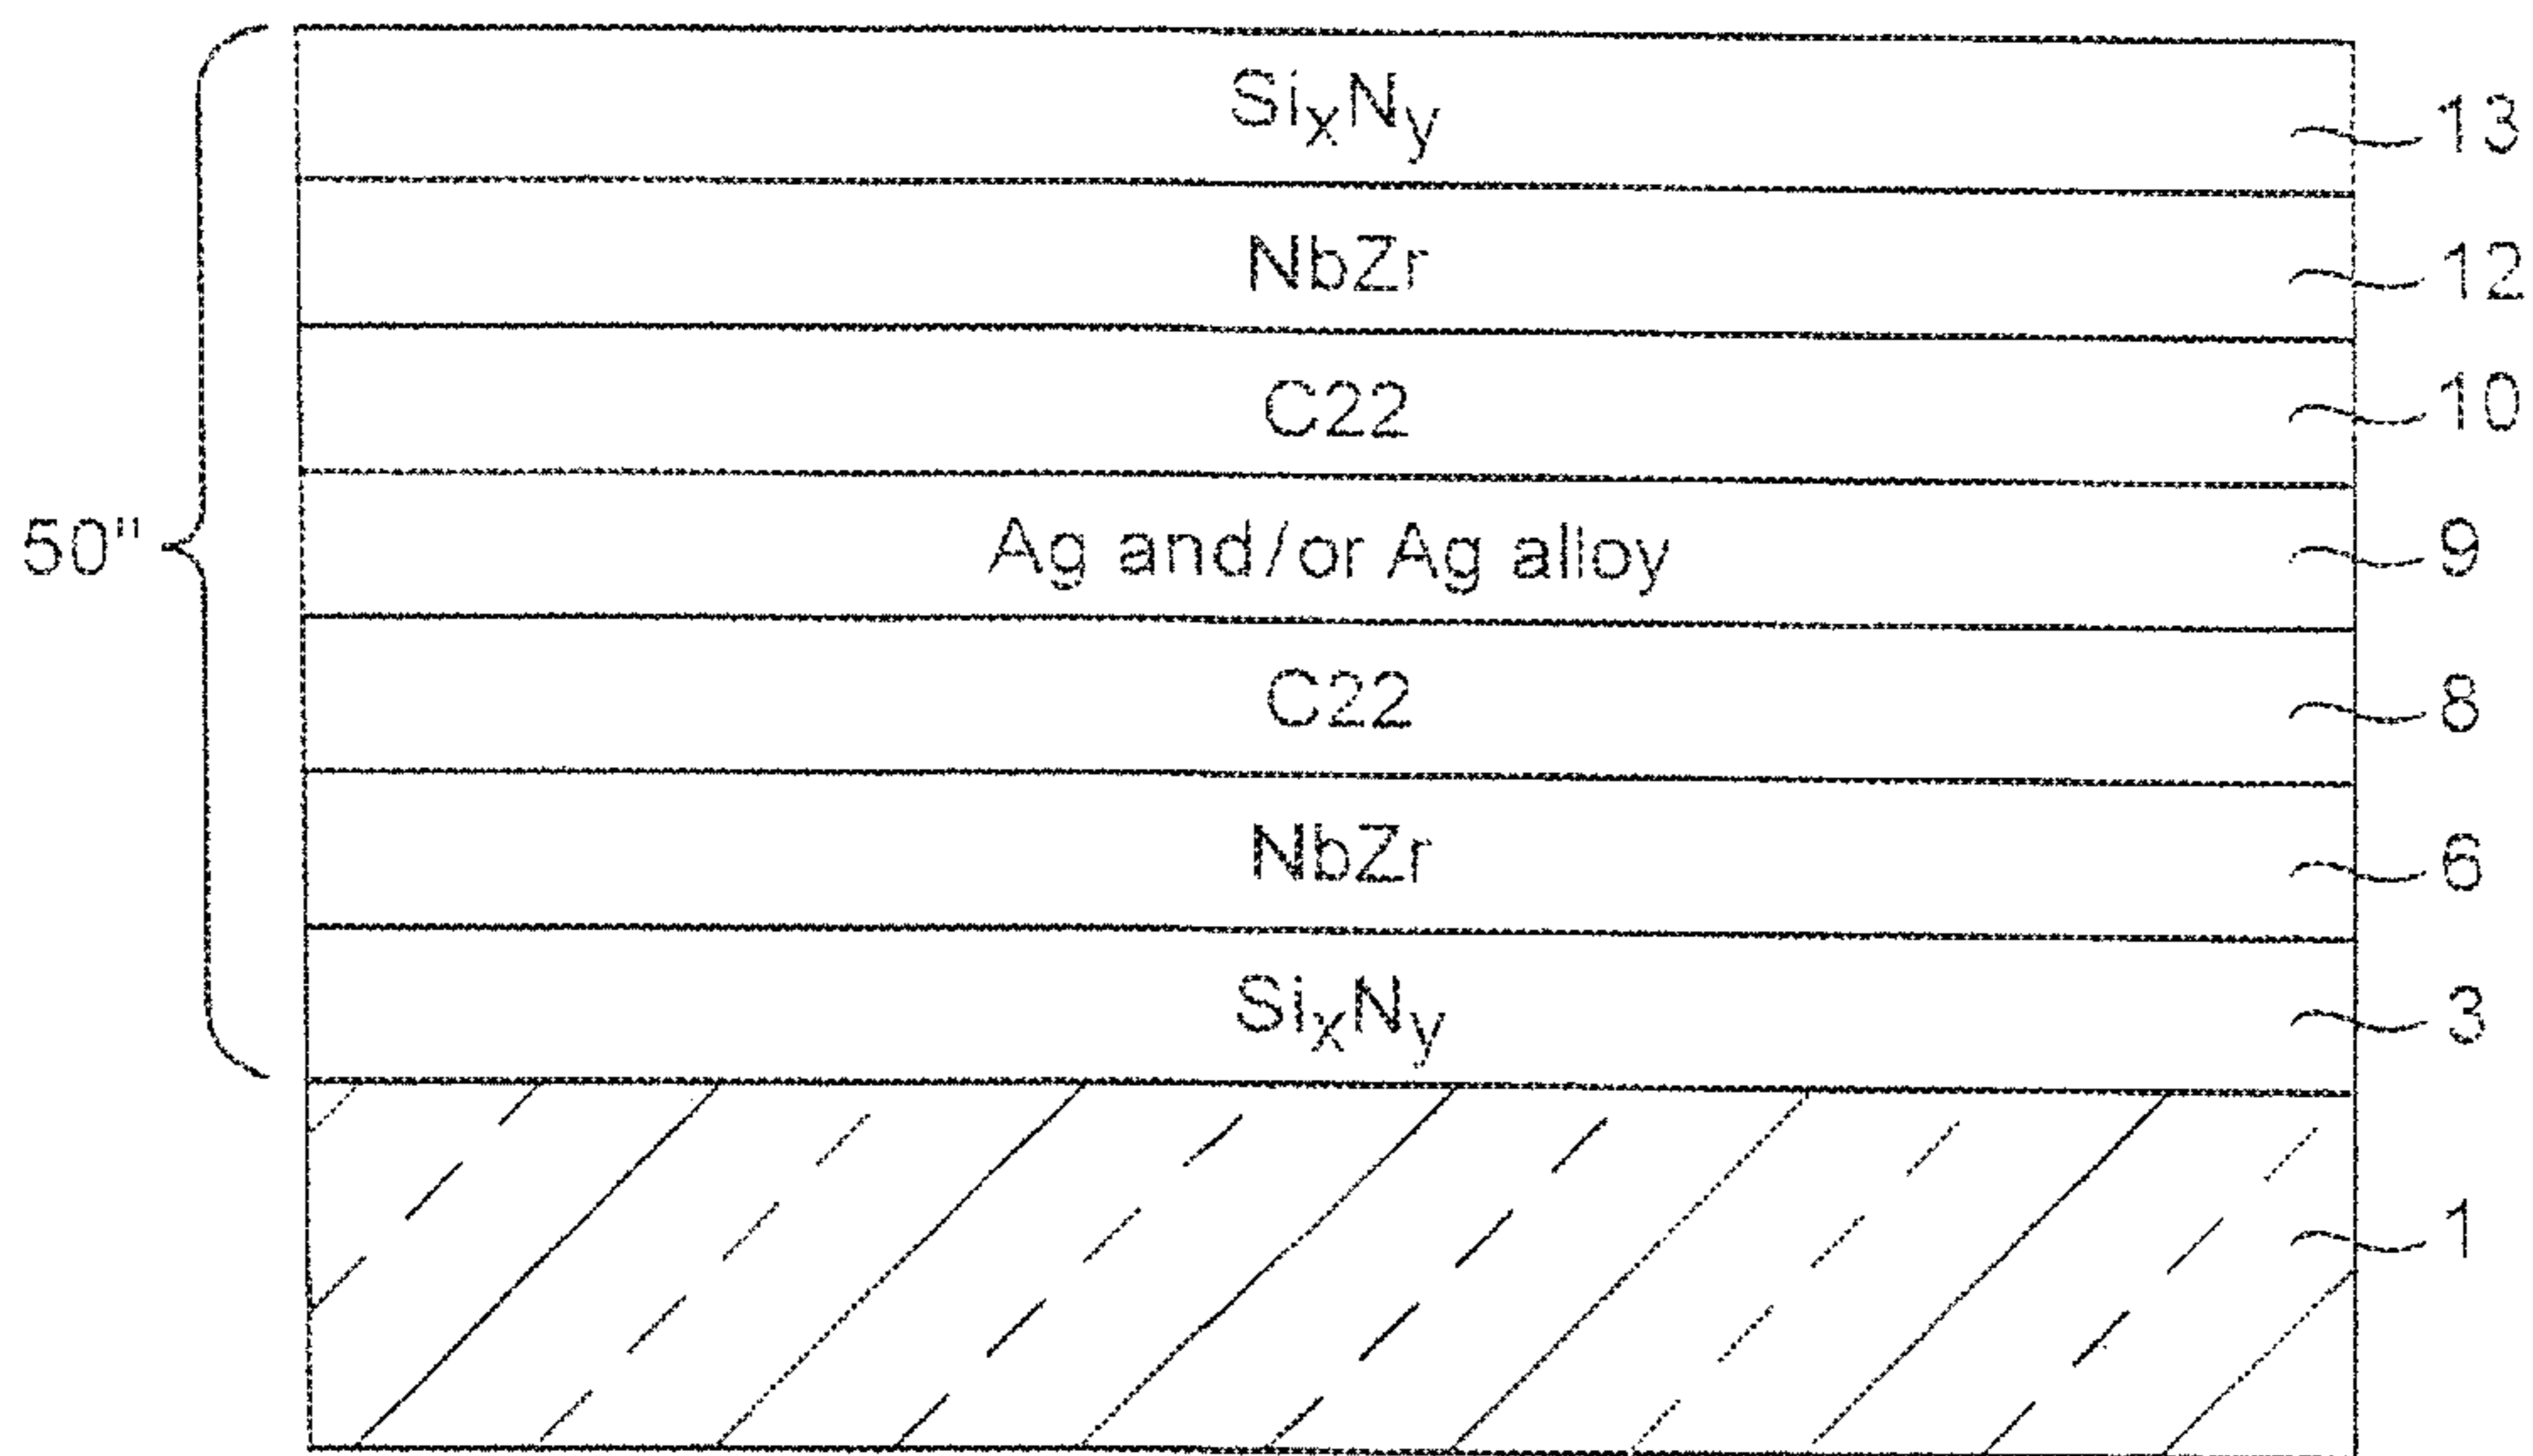 SixNy 13
NbZr 12
C22 10
50" Ag and/or Ag alloy 9
C22 8
NbZr 6
SixNy 3
1